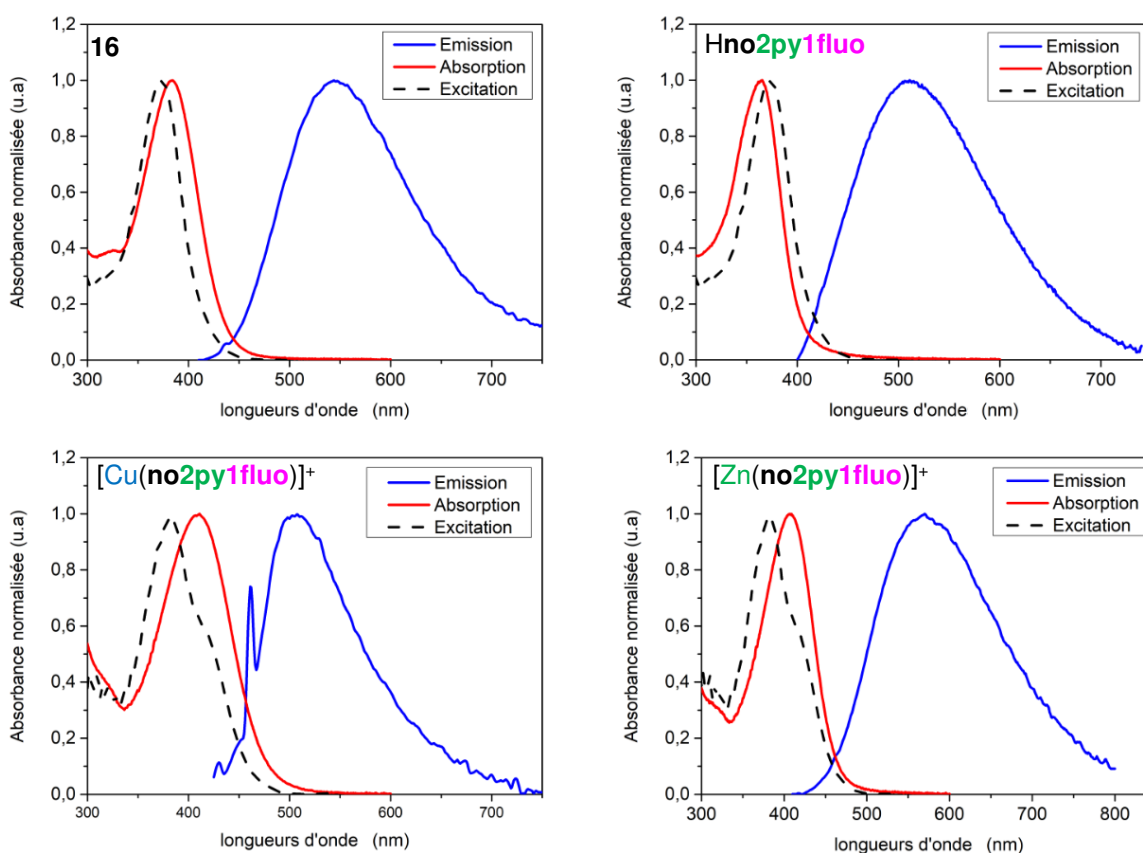 16
Emission
Absorption
Excitation
1,2
1,0
0,8
0,6
0,4
0,2
0,0
Absorbance normalisée (u.a)
300 400 500 600 700
longueurs d'onde (nm)
Hno2py1fluo
Emission
Absorption
Excitation
1,2
1,0
0,8
0,6
0,4
0,2
0,0
Absorbance normalisée (u.a)
300 400 500 600 700
longueurs d'onde (nm)
[Cu(no2py1fluo)]⁺
Emission
Absorption
Excitation
1,2
1,0
0,8
0,6
0,4
0,2
0,0
Absorbance normalisée (u.a)
300 400 500 600 700
longueurs d'onde (nm)
[Zn(no2py1fluo)]⁺
Emission
Absorption
Excitation
1,2
1,0
0,8
0,6
0,4
0,2
0,0
Absorbance normalisée (u.a)
300 400 500 600 700 800
longueurs d'onde (nm)